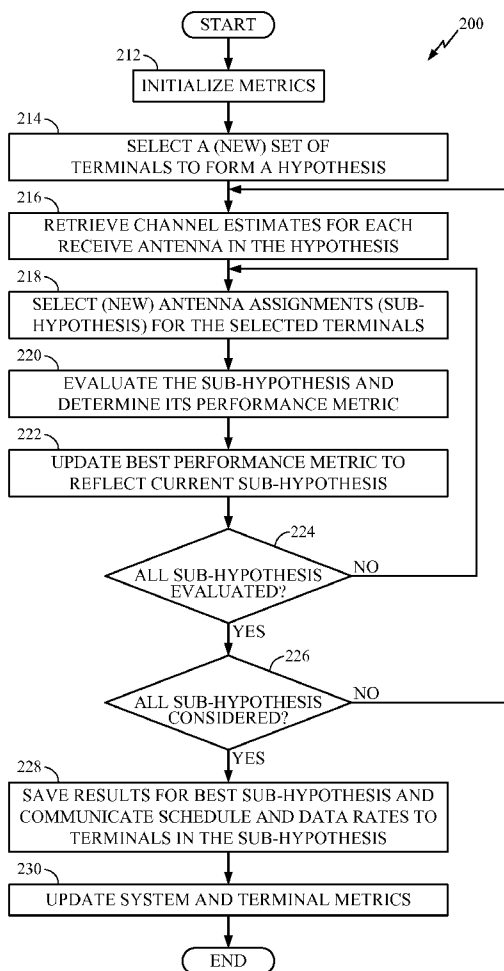 START
200
212
INITIALIZE METRICS
214
SELECT A (NEW) SET OF
TERMINALS TO FORM A HYPOTHESIS
216
RETRIEVE CHANNEL ESTIMATES FOR EACH
RECEIVE ANTENNA IN THE HYPOTHESIS
218
SELECT (NEW) ANTENNA ASSIGNMENTS (SUB-
HYPOTHESIS) FOR THE SELECTED TERMINALS
220
EVALUATE THE SUB-HYPOTHESIS AND
DETERMINE ITS PERFORMANCE METRIC
222
UPDATE BEST PERFORMANCE METRIC TO
REFLECT CURRENT SUB-HYPOTHESIS
224
ALL SUB-HYPOTHESIS
EVALUATED?
NO
YES
226
ALL SUB-HYPOTHESIS
CONSIDERED?
NO
YES
228
SAVE RESULTS FOR BEST SUB-HYPOTHESIS AND
COMMUNICATE SCHEDULE AND DATA RATES TO
TERMINALS IN THE SUB-HYPOTHESIS
230
UPDATE SYSTEM AND TERMINAL METRICS
END